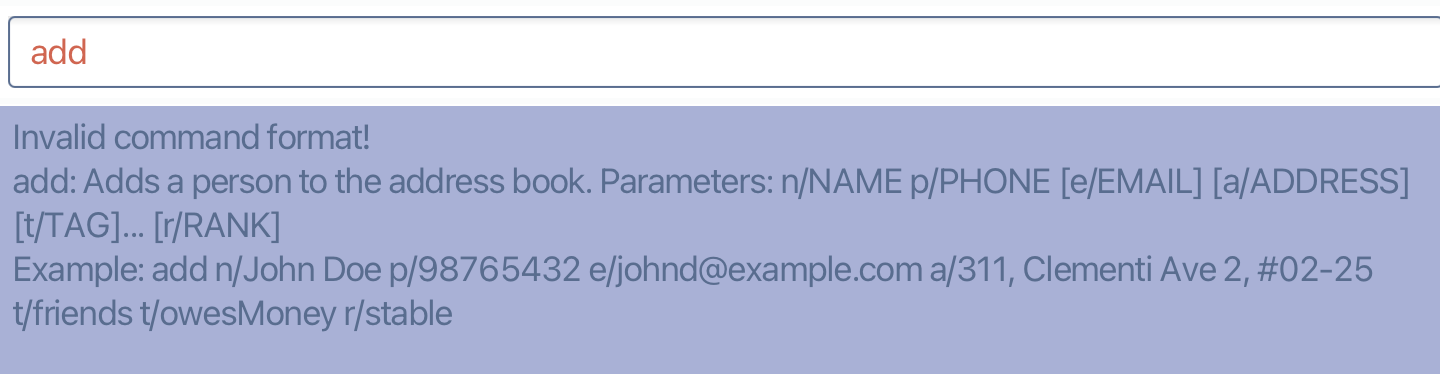 add
Invalid command format!
add: Adds a person to the address book. Parameters: n/NAME p/PHONE [e/EMAIL] [a/ADDRESS]
[t/TAG]... [r/RANK]
Example: add n/John Doe p/98765432 e/johnd@example.com a/311, Clementi Ave 2, #02-25
t/friends t/owesMoney r/stable